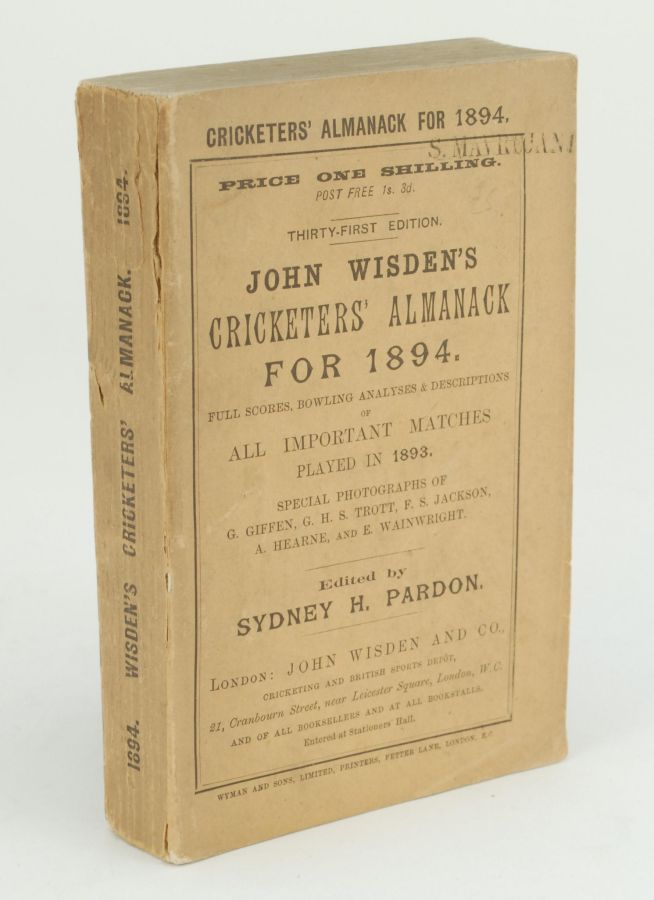 CRICKETERS' ALMANACK FOR 1894.
PRICE ONE SHILLING.
POST FREE 1s. 3d.
THIRTY-FIRST EDITION.
JOHN WISDEN'S
CRICKETERS' ALMANACK
FOR 1894.
FULL SCORES, BOWLING ANALYSES & DESCRIPTIONS
OF
ALL IMPORTANT MATCHES
PLAYED IN 1893.
SPECIAL PHOTOGRAPHS OF
G. GIFFEN, G. H. S. TROTT, F. S. JACKSON,
A. HEARNE, AND E. WAINWRIGHT.
Edited by
SYDNEY H. PARDON.
LONDON: JOHN WISDEN AND CO.,
CRICKETING AND BRITISH SPORTS DEPÔT,
21, Cranbourn Street, near Leicester Square, London, W.C.
AND OF ALL BOOKSELLERS AND AT ALL BOOKSTALLS.
Entered at Stationers Hall.
WYMAN AND SONS, LIMITED, PRINTERS, FETTER LANE, LONDON, E.C.
1894. WISDEN'S CRICKETERS' ALMANACK. 1894.